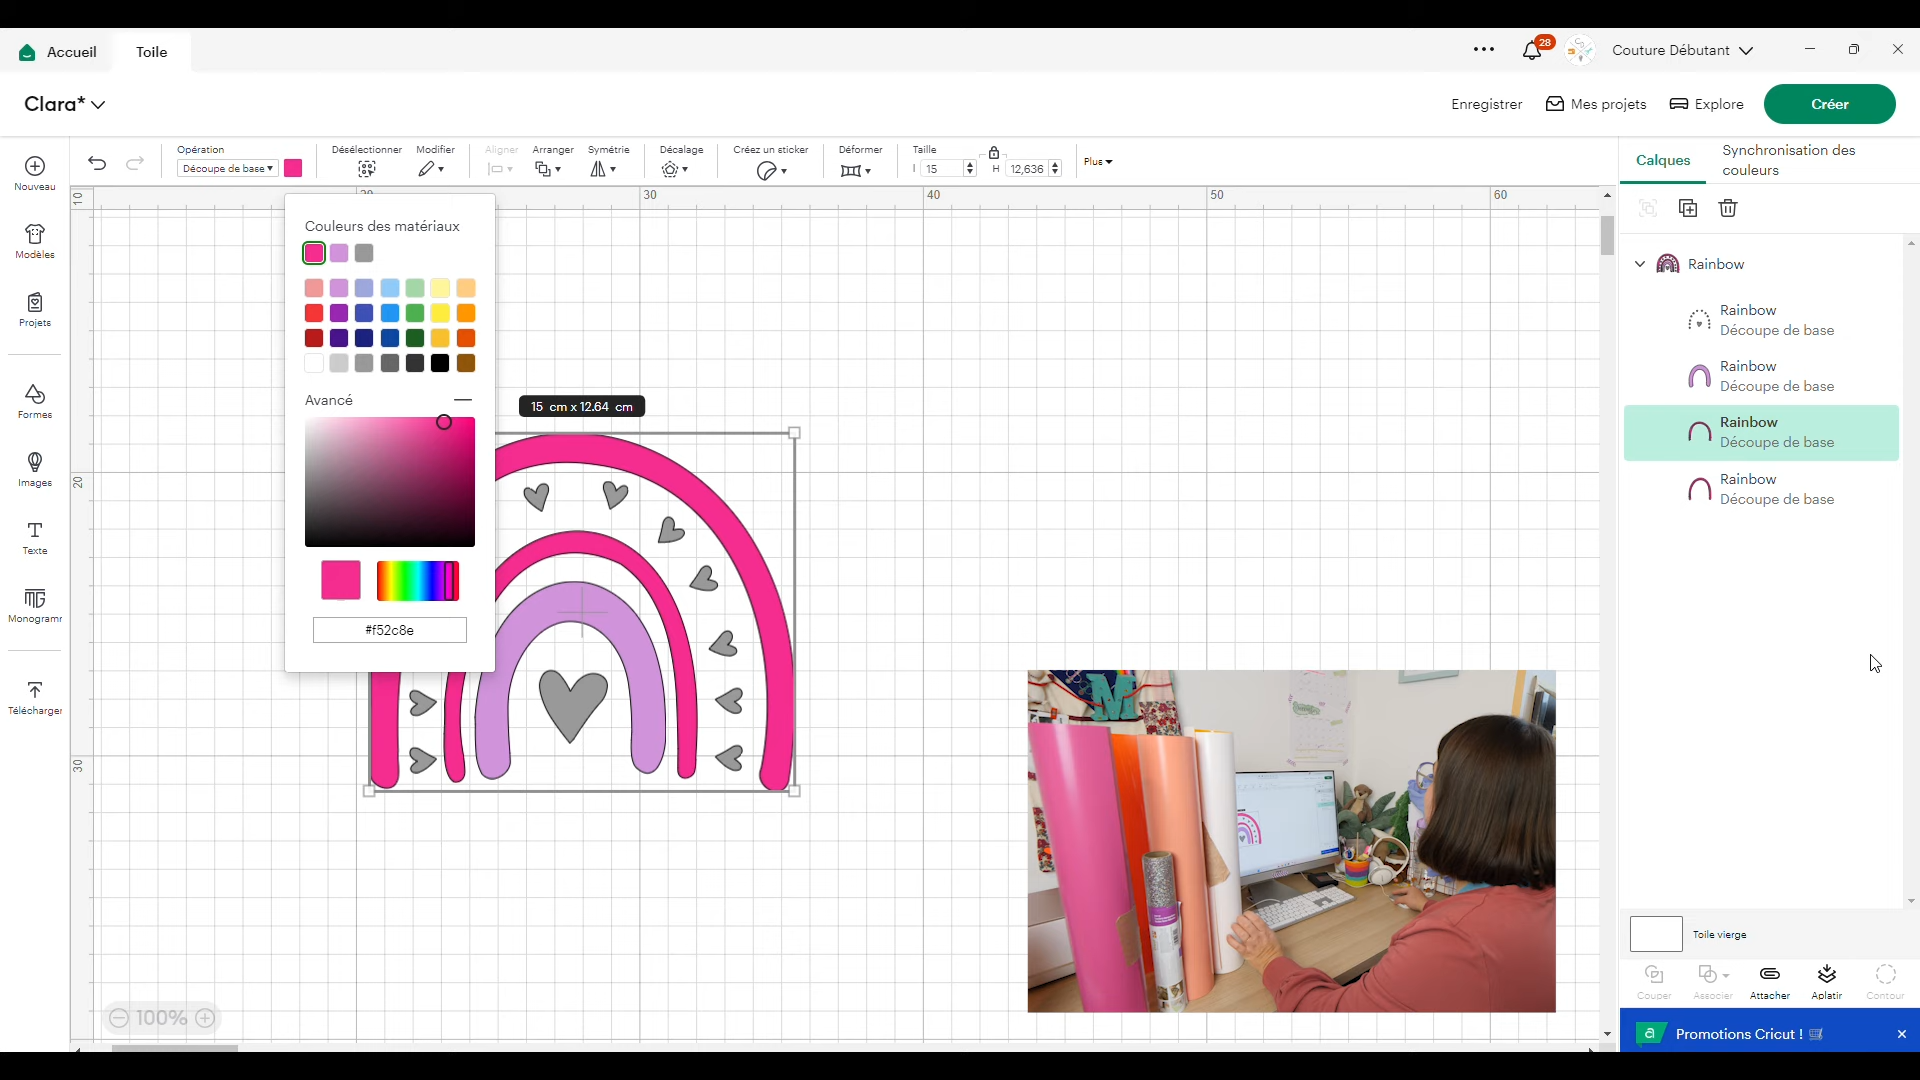 Accueil
Toile
28
Couture Débutant
Clara*
Enregistrer
Mes projets
Explore
Créer
Nouveau
Modèles
Projets
Formes
Images
Texte
Monogramm
Télécharger
Opération
Découpe de base
Désélectionner
Modifier
Aligner
Arranger
Symétrie
Décalage
Créez un sticker
Déformer
Taille
l 15
H 12,636
Plus
10
20
30
40
50
60
20
30
Couleurs des matériaux
Avancé
#f52c8e
15 cm x 12.64 cm
M
100%
Calques
Synchronisation des
couleurs
Rainbow
Rainbow
Découpe de base
Rainbow
Découpe de base
Rainbow
Découpe de base
Rainbow
Découpe de base
Toile vierge
Couper
Associer
Attacher
Aplatir
Contour
a
Promotions Cricut !